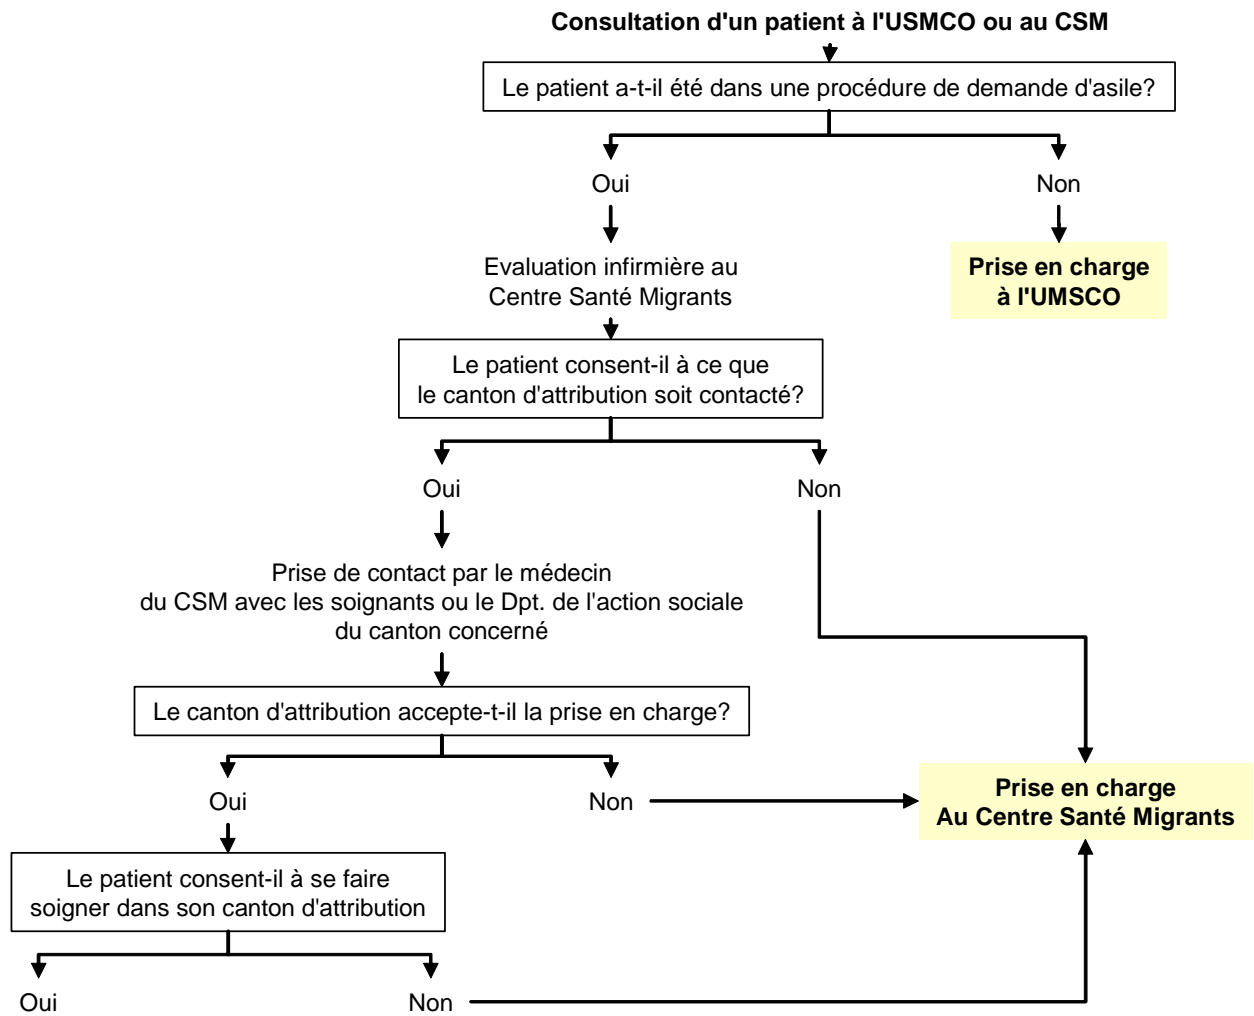 Consultation d'un patient à l'USMCO ou au CSM
Le patient a-t-il été dans une procédure de demande d'asile?
Oui
Non
Evaluation infirmière au
Centre Santé Migrants
Prise en charge
à l'UMSCO
Le patient consent-il à ce que
le canton d'attribution soit contacté?
Oui
Non
Prise de contact par le médecin
du CSM avec les soignants ou le Dpt. de l'action sociale
du canton concerné
Le canton d'attribution accepte-t-il la prise en charge?
Oui
Non
Prise en charge
Au Centre Santé Migrants
Le patient consent-il à se faire
soigner dans son canton d'attribution
Oui
Non